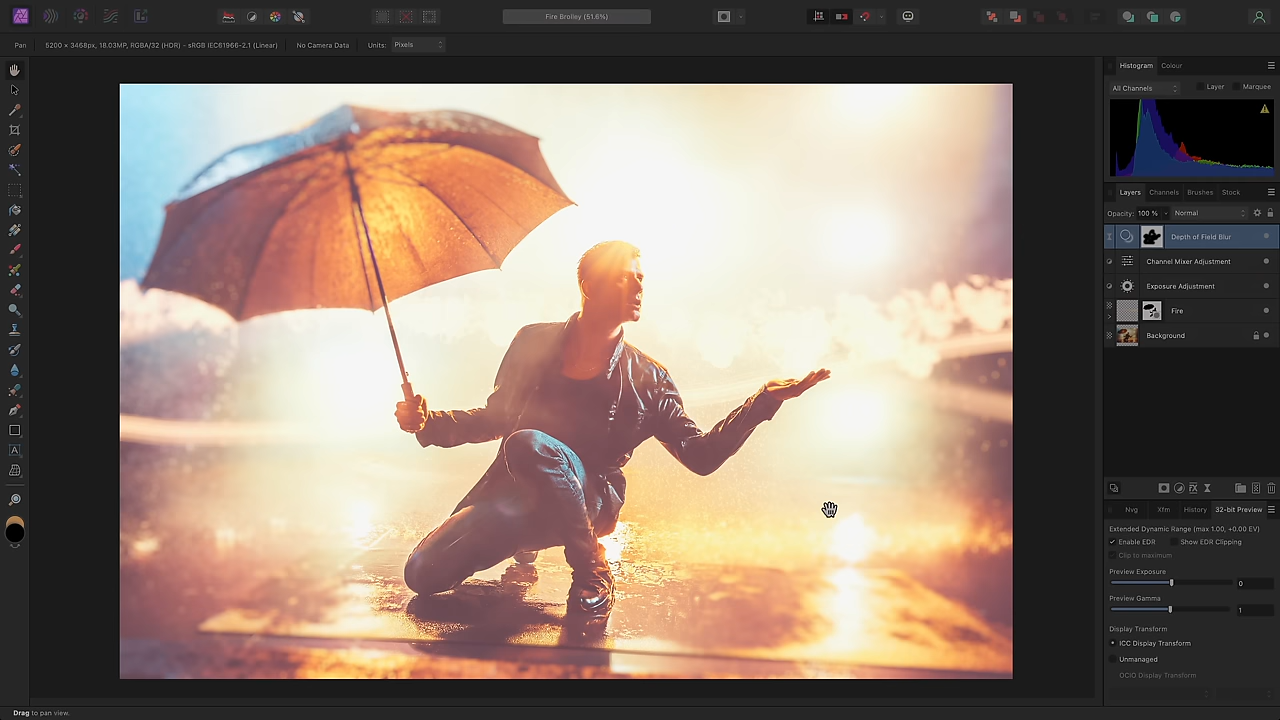 Fire Brolley (51.6%)
Pan
5200 × 3468px, 18.03MP, RGBA/32 (HDR) - sRGB IEC61966-2.1 (Linear)
No Camera Data
Units:
Pixels
Histogram
Colour
All Channels
Layer
Marquee
Layers
Channels
Brushes
Stock
Opacity:
100 %
Normal
Depth of Field Blur
Channel Mixer Adjustment
Exposure Adjustment
Fire
Background
Nvg
Xfm
History
32-bit Preview
Extended Dynamic Range (max 1.00, +0.00 EV)
Enable EDR
Show EDR Clipping
Clip to maximum
Preview Exposure
0
Preview Gamma
1
Display Transform
ICC Display Transform
Unmanaged
OCIO Display Transform
Drag to pan view.